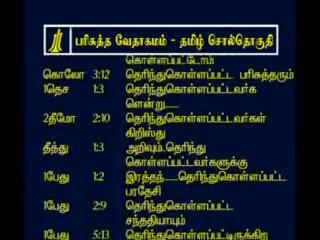 பரிசுத்த வேதாகமம் - தமிழ் சொல்தொகுதி
கொள்ளப்பட்டோம்
கொலோ 3:12 தெரிந்துகொள்ளப்பட்ட பரிசுத்தரும்
1தெச 1:3 தெரிந்துகொள்ளப்பட்டவர்க
ளென்று......
2தீமோ 2:10 தெரிந்துகொள்ளப்பட்டவர்கள்
கிறிஸ்து
தீத்து 1:3 அறிவும்..தெரிந்து
கொள்ளப்பட்டவர்களுக்கு
1பேது 1:2 இரத்தந்.....தெரிந்துகொள்ளப்பட்ட
பரதேசி
1பேது 2:9 தெரிந்துகொள்ளப்பட்ட
சந்ததியாயும்
1பேது 5:13 தெரிந்துகொள்ளப்பட்டிருக்கிற